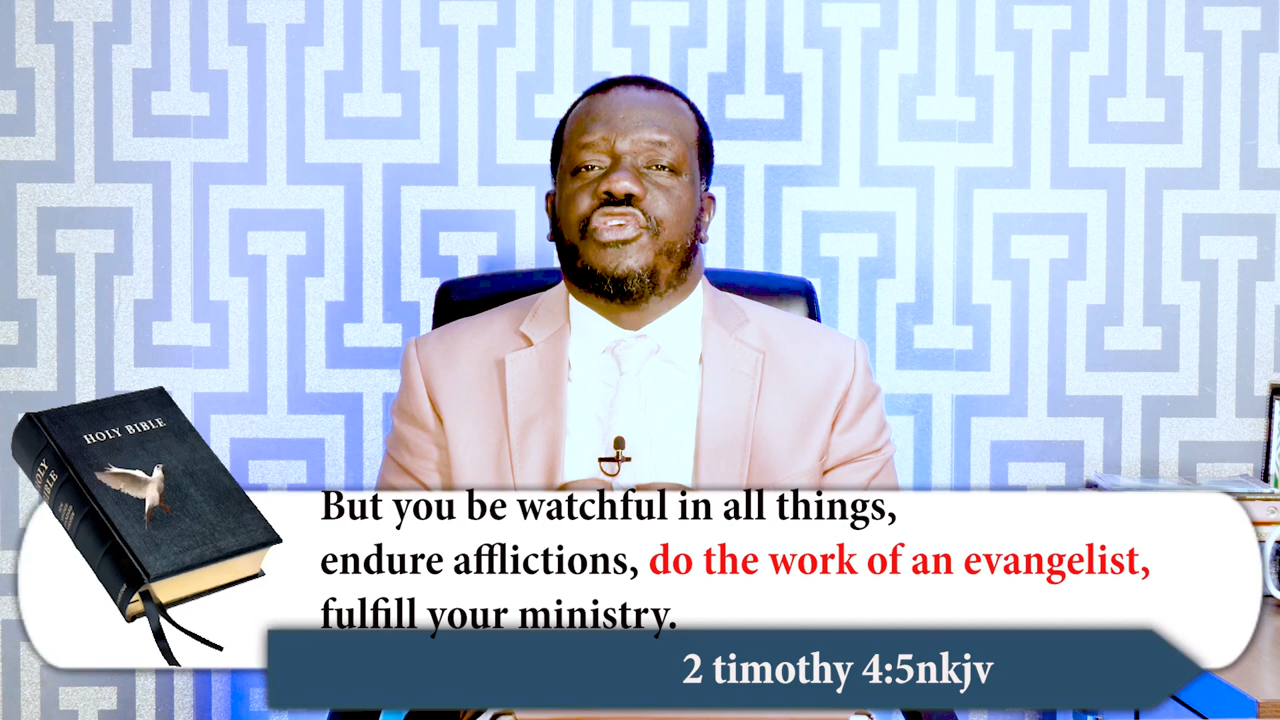 HOLY BIBLE
HOLY
BIBLE
But you be watchful in all things,
endure afflictions, do the work of an evangelist,
fulfill your ministry.
2 timothy 4:5nkjv